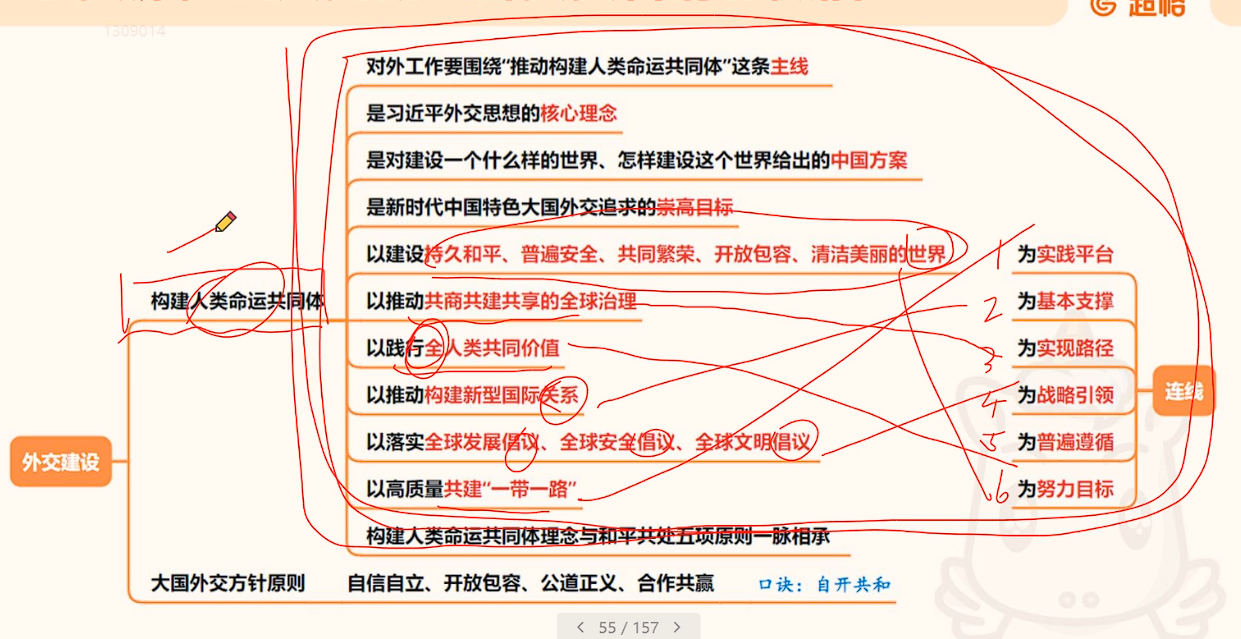 超格
1309014
对外工作要围绕“推动构建人类命运共同体”这条主线
是习近平外交思想的核心理念
是对建设一个什么样的世界、怎样建设这个世界给出的中国方案
是新时代中国特色大国外交追求的崇高目标
以建设持久和平、普遍安全、共同繁荣、开放包容、清洁美丽的世界 1 为实践平台
构建人类命运共同体 以推动共商共建共享的全球治理 2 为基本支撑
以践行全人类共同价值 3 为实现路径
以推动构建新型国际关系 4 为战略引领 连线
以落实全球发展倡议、全球安全倡议、全球文明倡议 5 为普遍遵循
外交建设
以高质量共建“一带一路” 6 为努力目标
构建人类命运共同体理念与和平共处五项原则一脉相承
大国外交方针原则 自信自立、开放包容、公道正义、合作共赢 口诀：自开共和
55 / 157